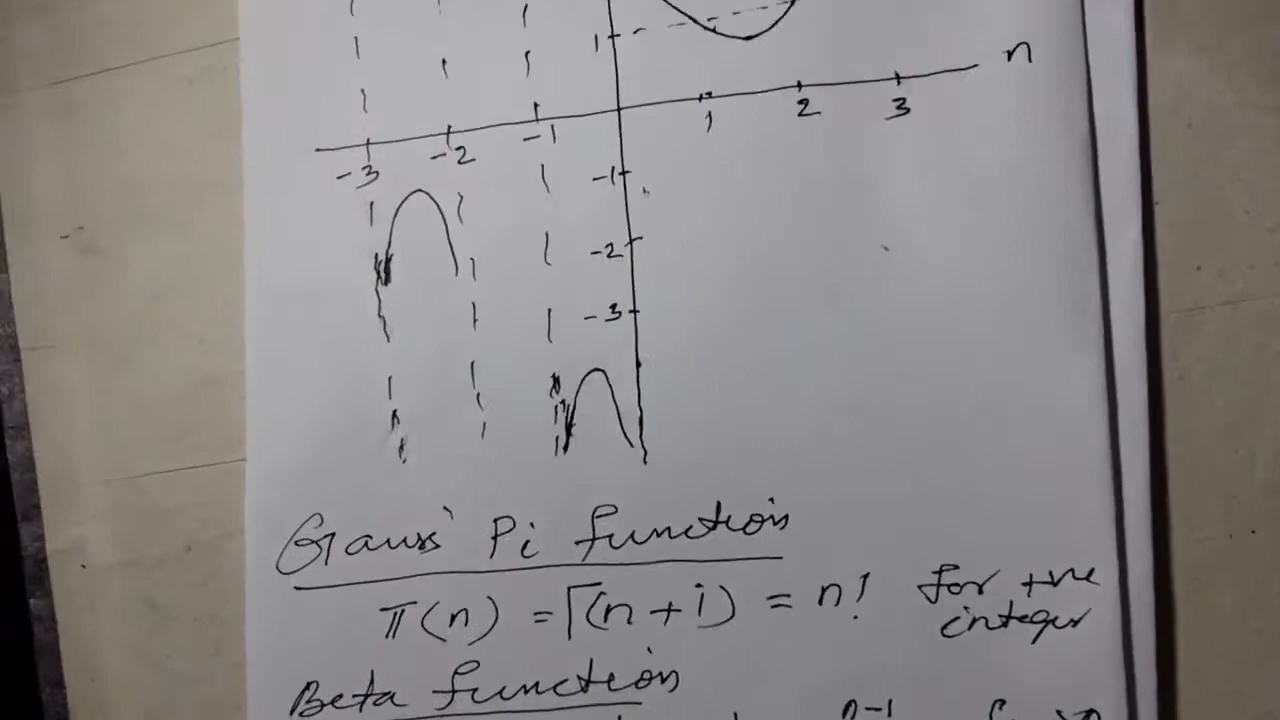 1
n
-3 -2 -1 1 2 3
-1
-2
-3
Gauss' Pi function
π(n) = Γ(n+1) = n! for +ve
integer
Beta function
n-1